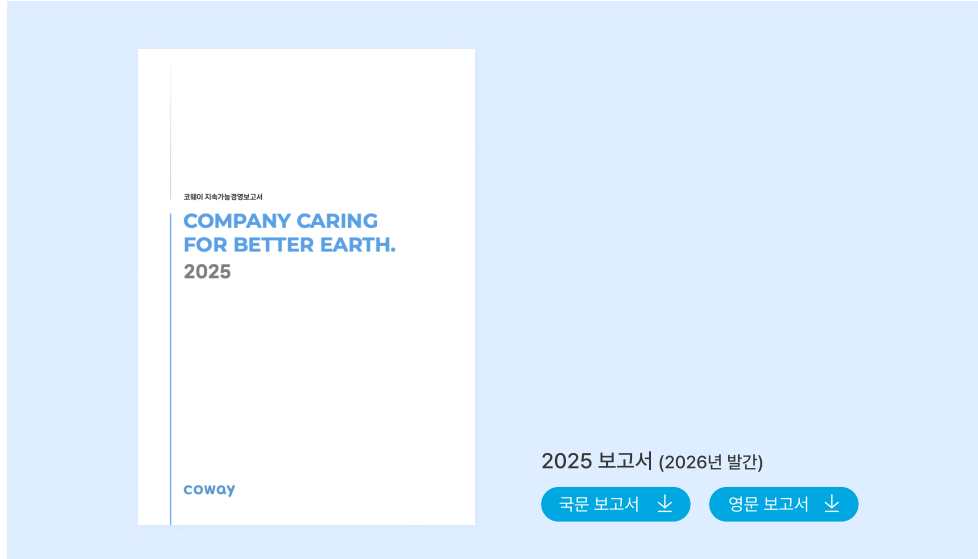 코웨이 지속가능경영보고서
COMPANY CARING
FOR BETTER EARTH.
2025
coway
2025 보고서 (2026년 발간)
국문 보고서
영문 보고서